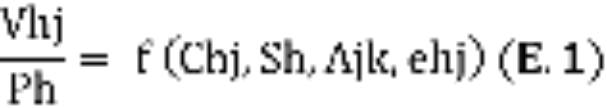 Vhj
Ph
= f (Chj, Sh, Ajk, ehj) (E. 1)